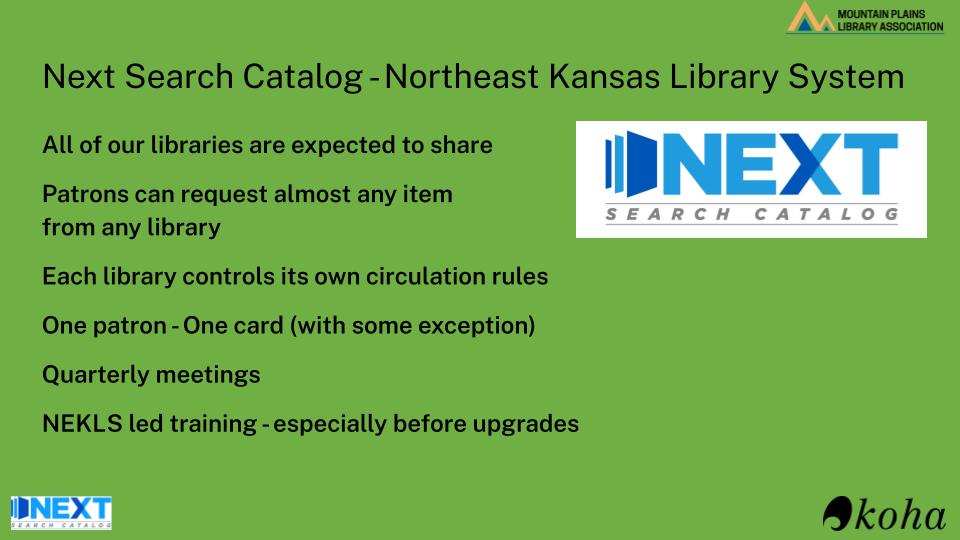 MOUNTAIN PLAINS
LIBRARY ASSOCIATION
Next Search Catalog - Northeast Kansas Library System
All of our libraries are expected to share
Patrons can request almost any item
from any library
Each library controls its own circulation rules
One patron - One card (with some exception)
Quarterly meetings
NEKLS led training - especially before upgrades
NEXT
SEARCH CATALOG
NEXT
SEARCH CATALOG
koha